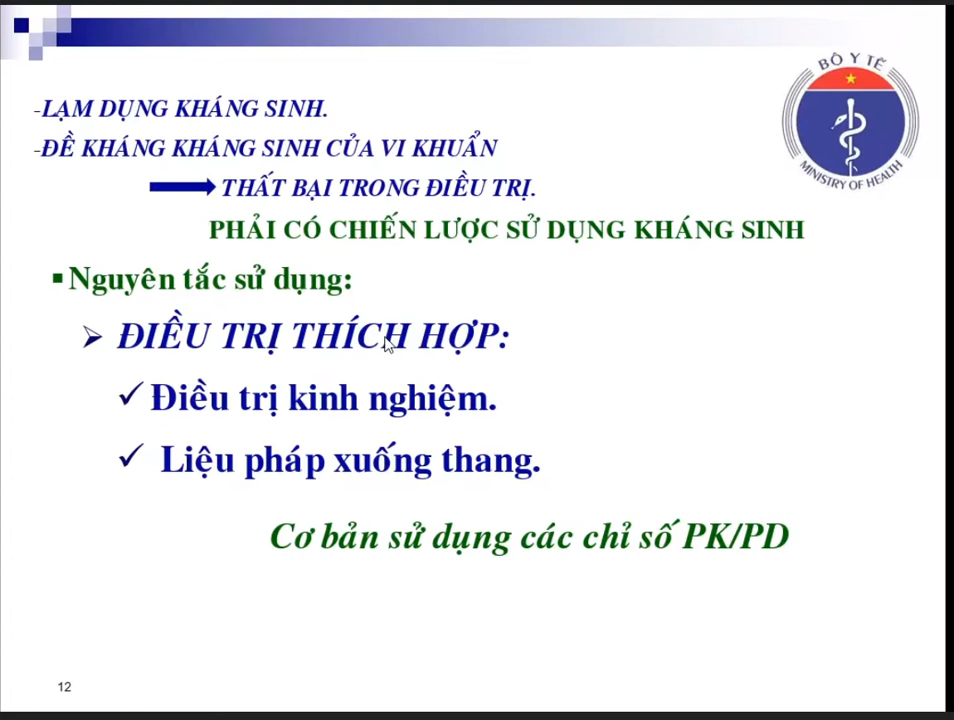 BỘ Y TẾ
MINISTRY OF HEALTH
-LẠM DỤNG KHÁNG SINH.
-ĐỀ KHÁNG KHÁNG SINH CỦA VI KHUẨN
THẤT BẠI TRONG ĐIỀU TRỊ.
PHẢI CÓ CHIẾN LƯỢC SỬ DỤNG KHÁNG SINH
Nguyên tắc sử dụng:
ĐIỀU TRỊ THÍCH HỢP:
Điều trị kinh nghiệm.
Liệu pháp xuống thang.
Cơ bản sử dụng các chỉ số PK/PD
12